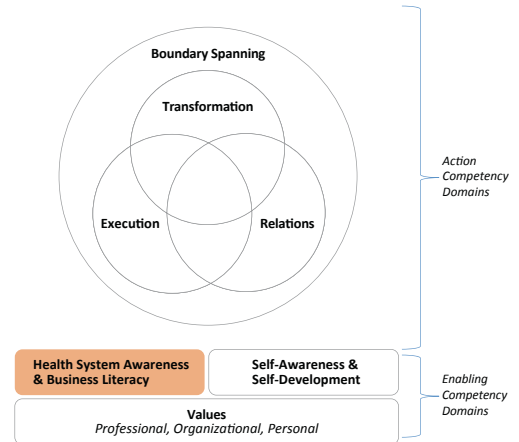 Boundary Spanning
Transformation
Execution
Relations
Action
Competency
Domains
Health System Awareness
& Business Literacy
Self-Awareness &
Self-Development
Values
Professional, Organizational, Personal
Enabling
Competency
Domains